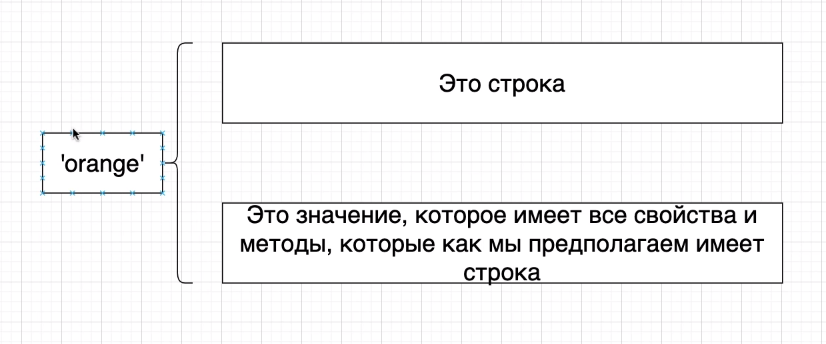 Это строка
'orange'
Это значение, которое имеет все свойства и
методы, которые как мы предполагаем имеет
строка